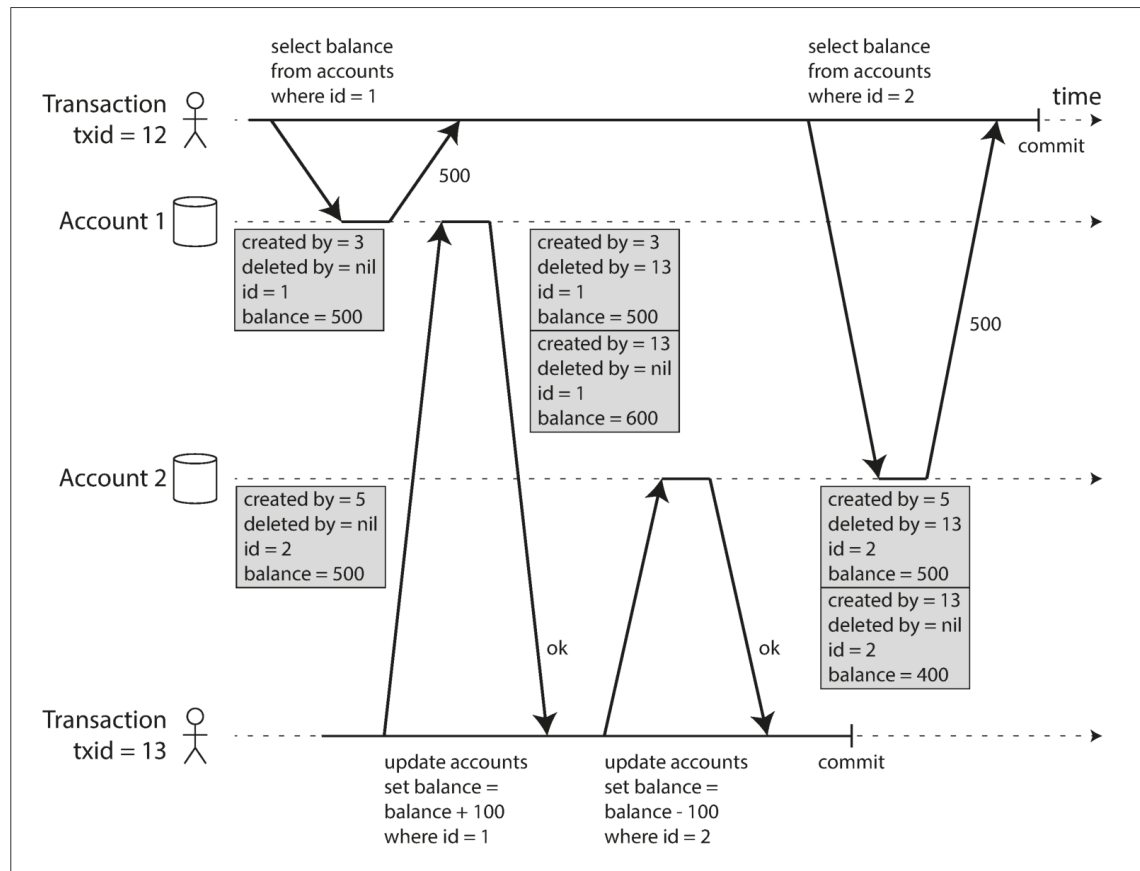 select balance
from accounts
where id = 1
select balance
from accounts
where id = 2
Transaction
txid = 12
time
commit
500
Account 1
created by = 3
deleted by = nil
id = 1
balance = 500
created by = 3
deleted by = 13
id = 1
balance = 500
created by = 13
deleted by = nil
id = 1
balance = 600
500
Account 2
created by = 5
deleted by = nil
id = 2
balance = 500
created by = 5
deleted by = 13
id = 2
balance = 500
created by = 13
deleted by = nil
id = 2
balance = 400
ok
ok
Transaction
txid = 13
update accounts
set balance =
balance + 100
where id = 1
update accounts
set balance =
balance - 100
where id = 2
commit